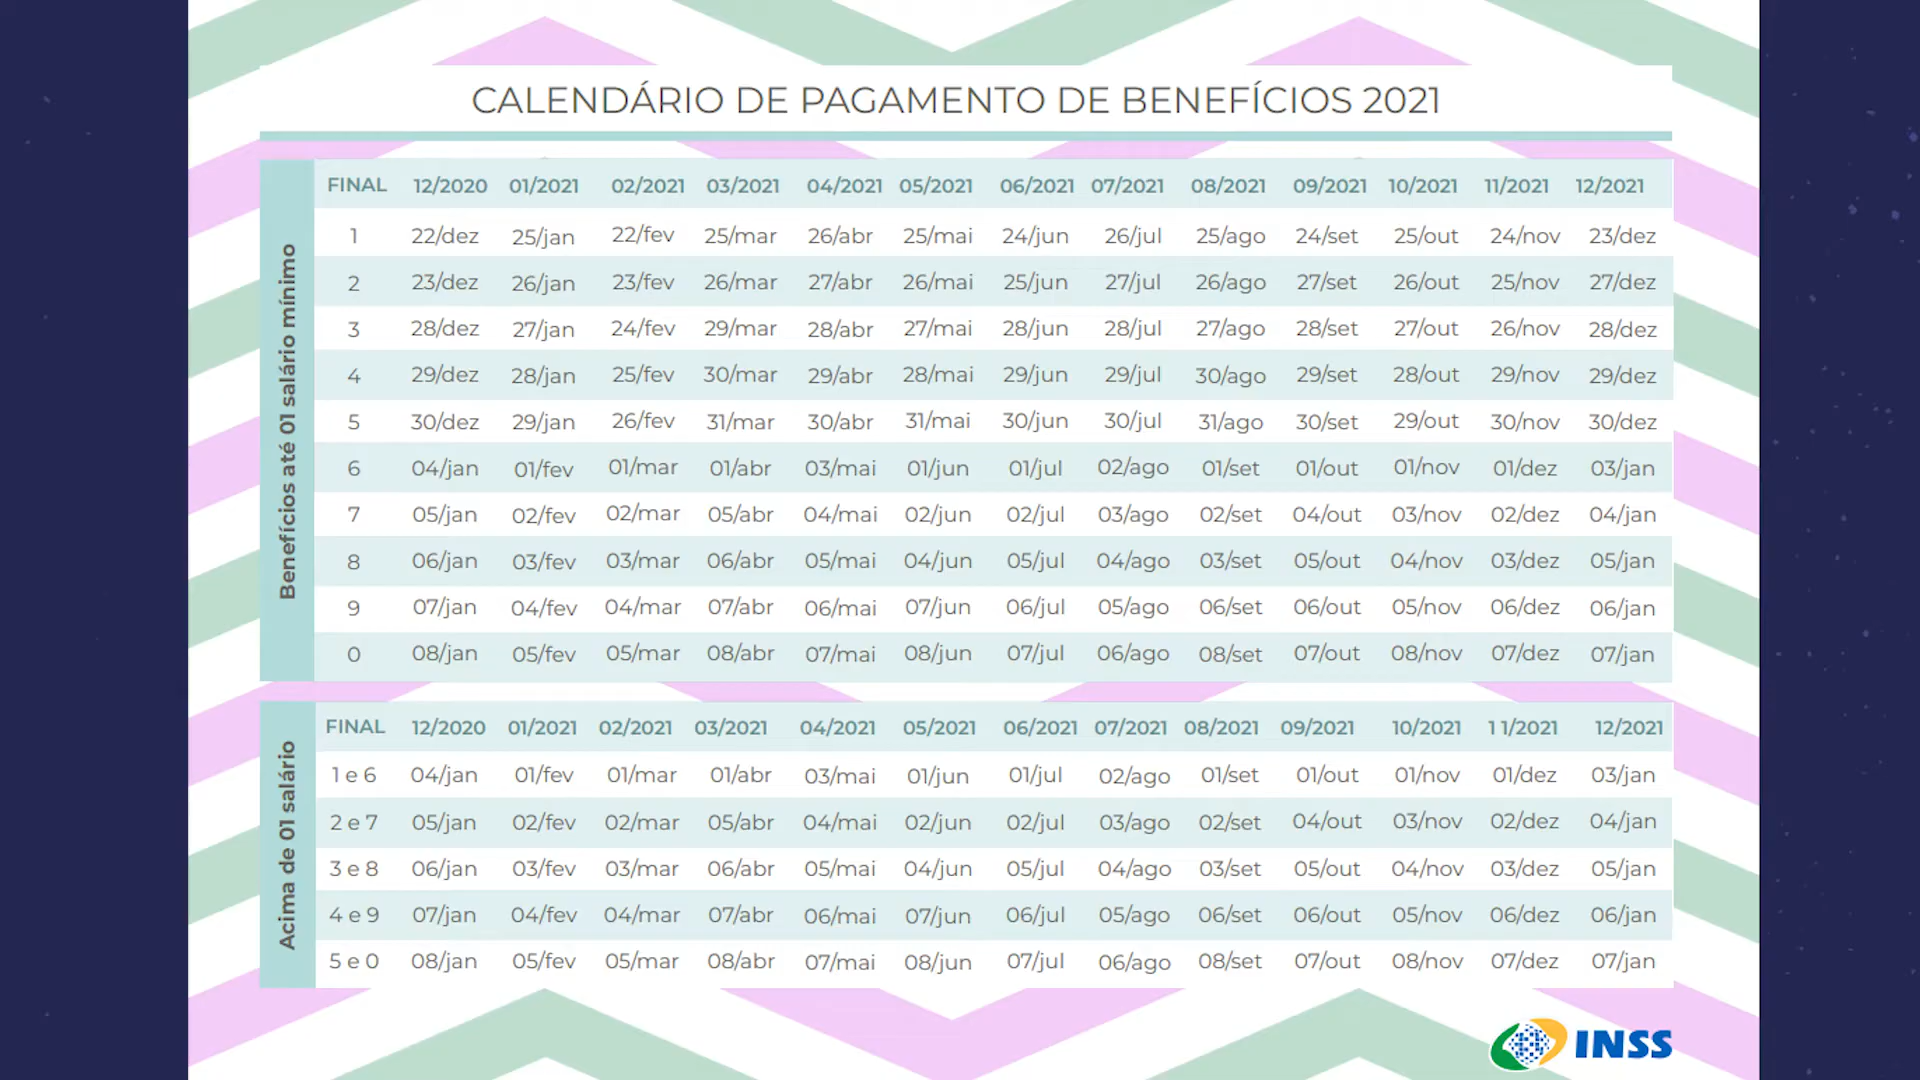 CALENDÁRIO DE PAGAMENTO DE BENEFÍCIOS 2021
Benefícios até 01 salário mínimo
FINAL 12/2020 01/2021 02/2021 03/2021 04/2021 05/2021 06/2021 07/2021 08/2021 09/2021 10/2021 11/2021 12/2021
1 22/dez 25/jan 22/fev 25/mar 26/abr 25/mai 24/jun 26/jul 25/ago 24/set 25/out 24/nov 23/dez
2 23/dez 26/jan 23/fev 26/mar 27/abr 26/mai 25/jun 27/jul 26/ago 27/set 26/out 25/nov 27/dez
3 28/dez 27/jan 24/fev 29/mar 28/abr 27/mai 28/jun 28/jul 27/ago 28/set 27/out 26/nov 28/dez
4 29/dez 28/jan 25/fev 30/mar 29/abr 28/mai 29/jun 29/jul 30/ago 29/set 28/out 29/nov 29/dez
5 30/dez 29/jan 26/fev 31/mar 30/abr 31/mai 30/jun 30/jul 31/ago 30/set 29/out 30/nov 30/dez
6 04/jan 01/fev 01/mar 01/abr 03/mai 01/jun 01/jul 02/ago 01/set 01/out 01/nov 01/dez 03/jan
7 05/jan 02/fev 02/mar 05/abr 04/mai 02/jun 02/jul 03/ago 02/set 04/out 03/nov 02/dez 04/jan
8 06/jan 03/fev 03/mar 06/abr 05/mai 04/jun 05/jul 04/ago 03/set 05/out 04/nov 03/dez 05/jan
9 07/jan 04/fev 04/mar 07/abr 06/mai 07/jun 06/jul 05/ago 06/set 06/out 05/nov 06/dez 06/jan
0 08/jan 05/fev 05/mar 08/abr 07/mai 08/jun 07/jul 06/ago 08/set 07/out 08/nov 07/dez 07/jan
Acima de 01 salário
FINAL 12/2020 01/2021 02/2021 03/2021 04/2021 05/2021 06/2021 07/2021 08/2021 09/2021 10/2021 11/2021 12/2021
1 e 6 04/jan 01/fev 01/mar 01/abr 03/mai 01/jun 01/jul 02/ago 01/set 01/out 01/nov 01/dez 03/jan
2 e 7 05/jan 02/fev 02/mar 05/abr 04/mai 02/jun 02/jul 03/ago 02/set 04/out 03/nov 02/dez 04/jan
3 e 8 06/jan 03/fev 03/mar 06/abr 05/mai 04/jun 05/jul 04/ago 03/set 05/out 04/nov 03/dez 05/jan
4 e 9 07/jan 04/fev 04/mar 07/abr 06/mai 07/jun 06/jul 05/ago 06/set 06/out 05/nov 06/dez 06/jan
5 e 0 08/jan 05/fev 05/mar 08/abr 07/mai 08/jun 07/jul 06/ago 08/set 07/out 08/nov 07/dez 07/jan
INSS